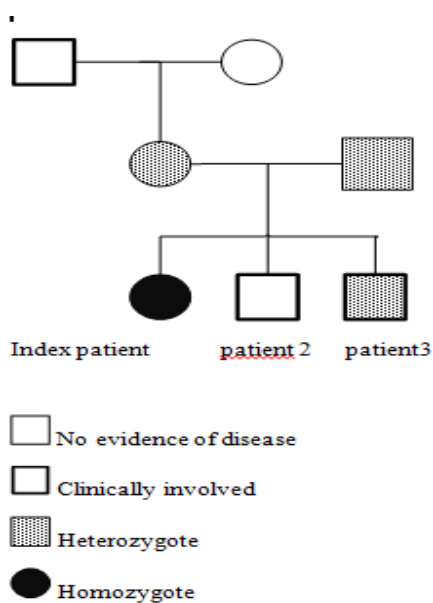 Index patient patient 2 patient3
No evidence of disease
Clinically involved
Heterozygote
Homozygote